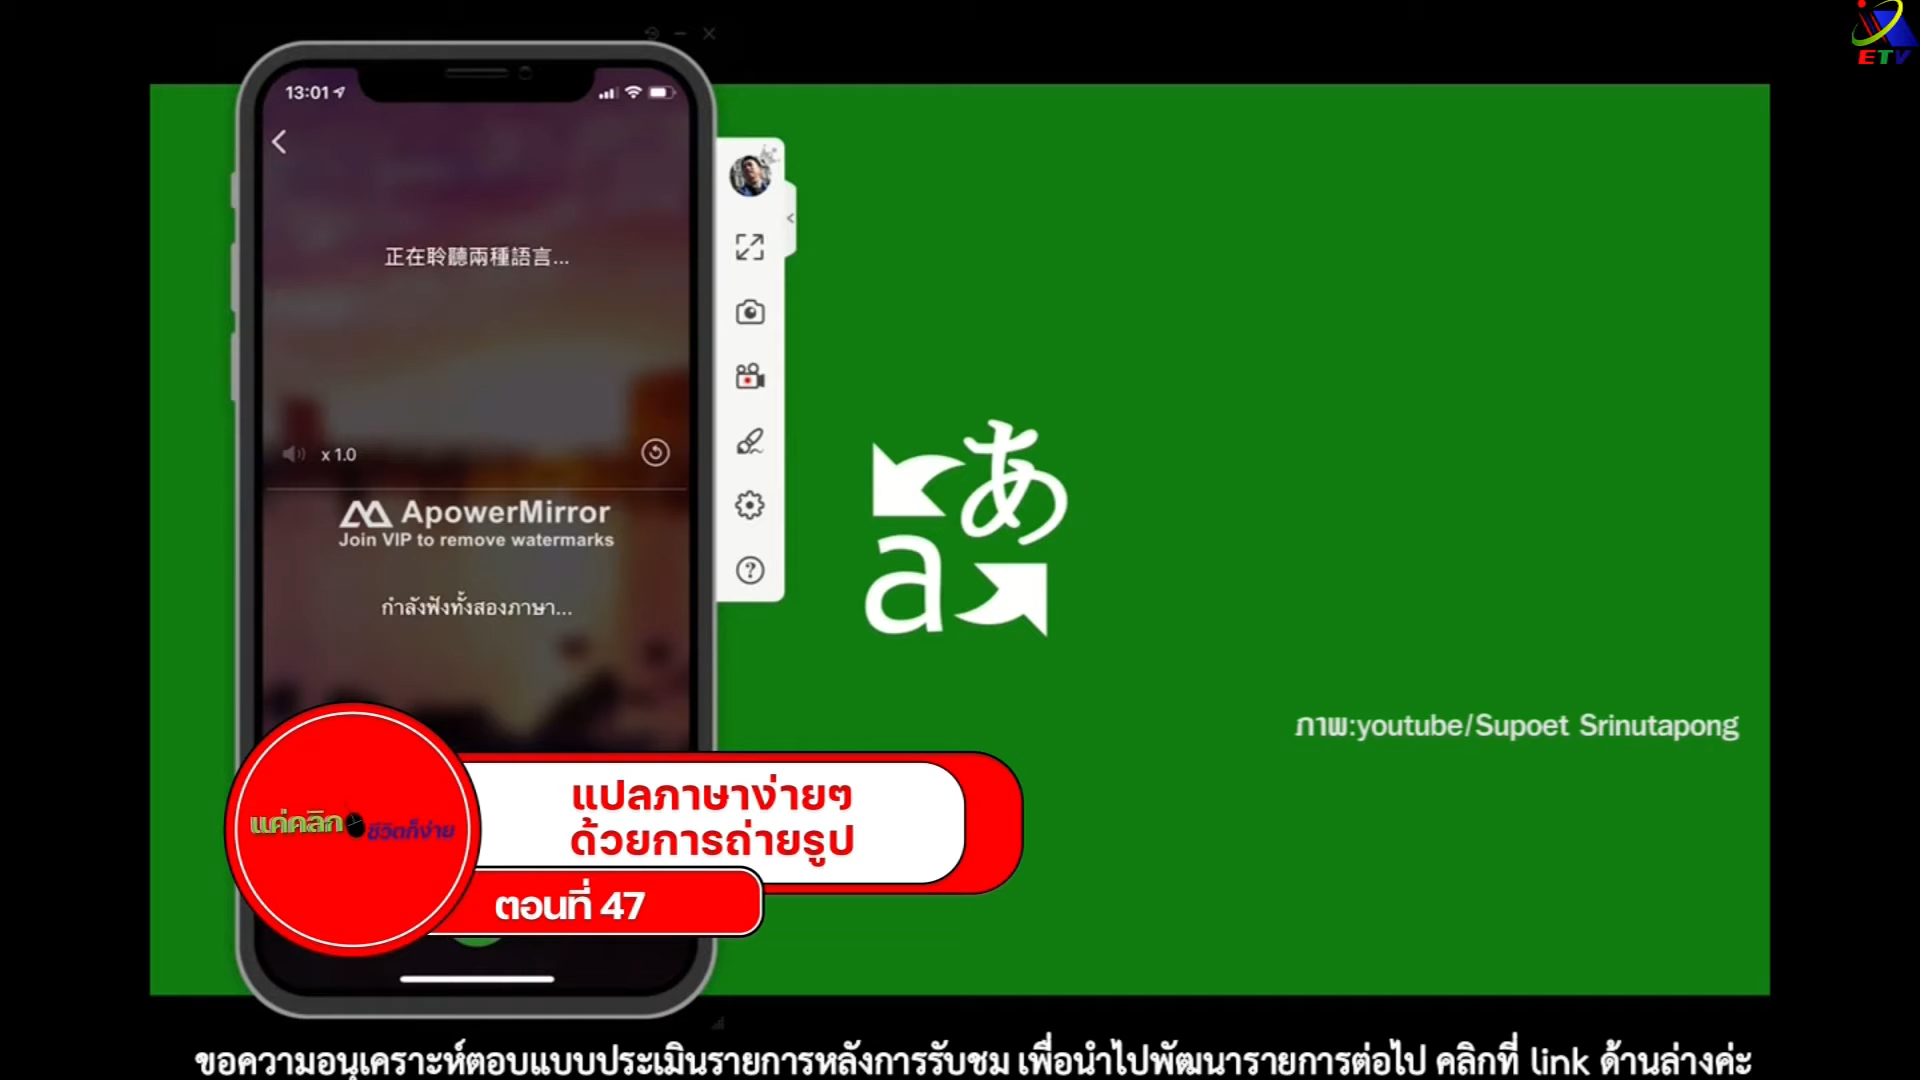 ETV
13:01
正在聆聽兩種語言...
x 1.0
ApowerMirror
Join VIP to remove watermarks
กำลังฟังทั้งสองภาษา...
あ
a
ภาพ:youtube/Supoet Srinutapong
แค่คลิก ชีวิตก็ง่าย
แปลภาษาง่ายๆ
ด้วยการถ่ายรูป
ตอนที่ 47
ขอความอนุเคราะห์ตอบแบบประเมินรายการหลังการรับชม เพื่อนำไปพัฒนารายการต่อไป คลิกที่ link ด้านล่างค่ะ